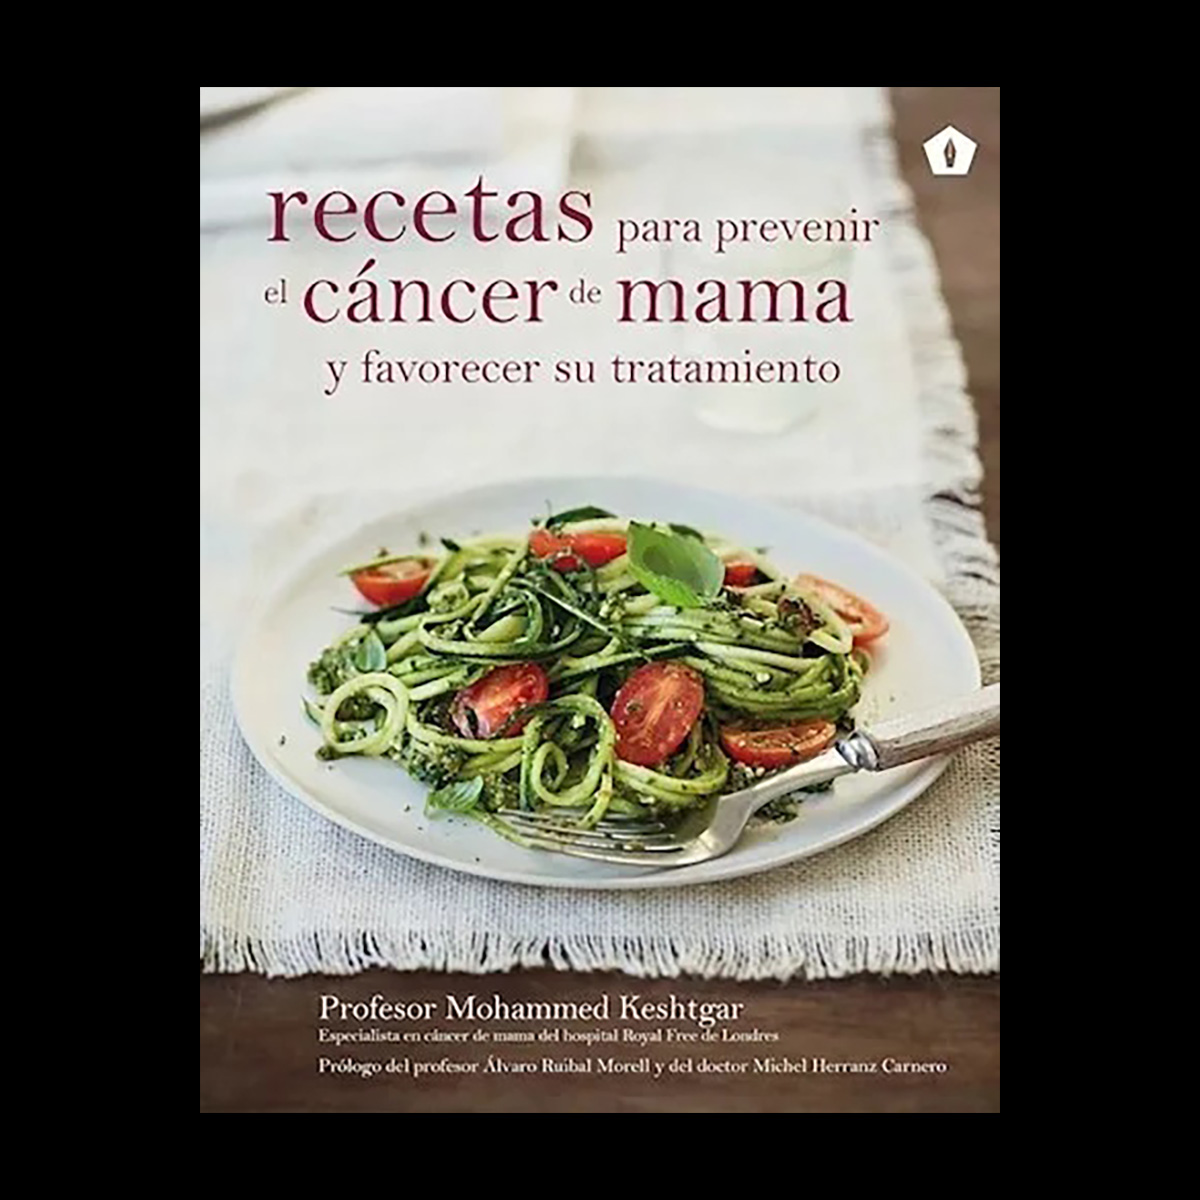 recetas para prevenir
el cáncer de mama
y favorecer su tratamiento
Profesor Mohammed Keshtgar
Especialista en cáncer de mama del hospital Royal Free de Londres
Prólogo del profesor Álvaro Ruibal Morell y del doctor Michel Herranz Carnero